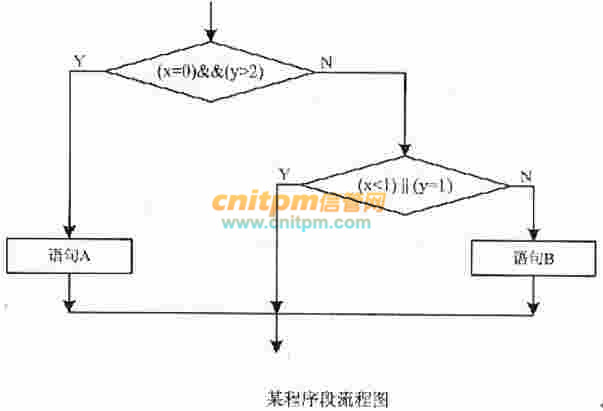 (x=0)&&(y>2)
Y
N
(x<1)||(y=1)
Y
N
cnitpm信管网
www.cnitpm.com
语句A
语句B
某程序段流程图